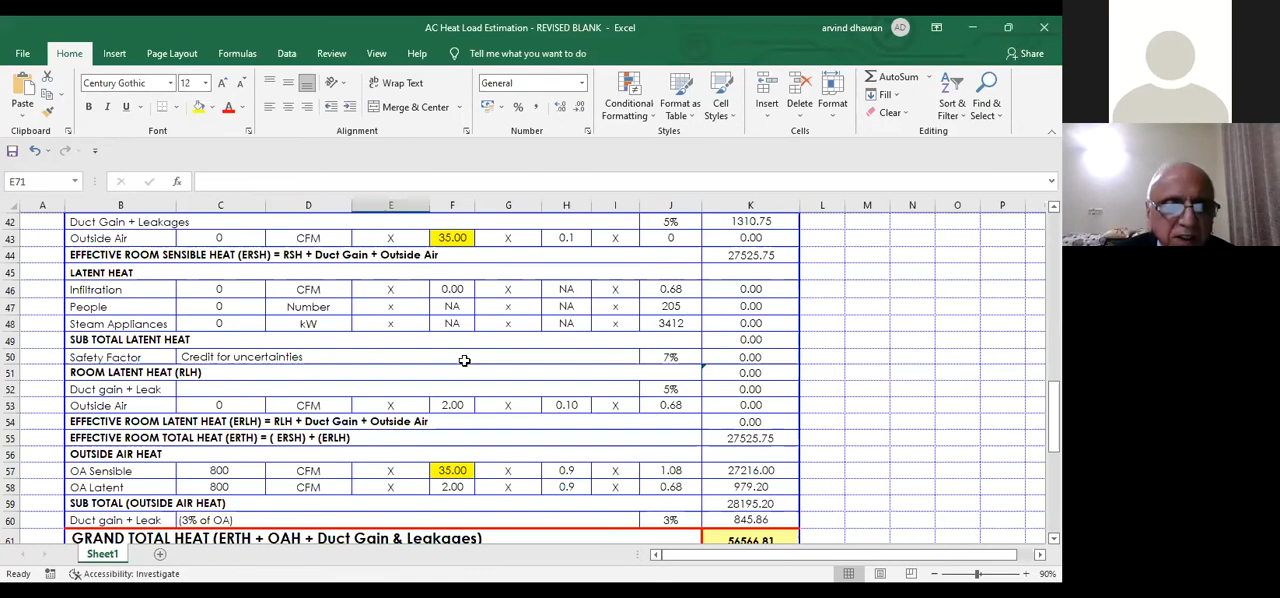 AC Heat Load Estimation - REVISED BLANK - Excel
arvind dhawan
AD
File Home Insert Page Layout Formulas Data Review View Help Tell me what you want to do Share
Paste Century Gothic 12 Wrap Text General Conditional Formatting Format as Table Cell Styles Insert Delete Format AutoSum Fill Clear Sort & Filter Find & Select
B I U Merge & Center
Clipboard Font Alignment Number Styles Cells Editing
E71 fx
A B C D E F G H I J K L M N O P
42 Duct Gain + Leakages 5% 1310.75
43 Outside Air 0 CFM X 35.00 X 0.1 X 0 0.00
44 EFFECTIVE ROOM SENSIBLE HEAT (ERSH) = RSH + Duct Gain + Outside Air 27525.75
45 LATENT HEAT
46 Infiltration 0 CFM X 0.00 X NA X 0.68 0.00
47 People 0 Number x NA x NA x 205 0.00
48 Steam Appliances 0 kW x NA x NA x 3412 0.00
49 SUB TOTAL LATENT HEAT 0.00
50 Safety Factor Credit for uncertainties 7% 0.00
51 ROOM LATENT HEAT (RLH) 0.00
52 Duct gain + Leak 5% 0.00
53 Outside Air 0 CFM X 2.00 X 0.10 X 0.68 0.00
54 EFFECTIVE ROOM LATENT HEAT (ERLH) = RLH + Duct Gain + Outside Air 0.00
55 EFFECTIVE ROOM TOTAL HEAT (ERTH) = ( ERSH) + (ERLH) 27525.75
56 OUTSIDE AIR HEAT
57 OA Sensible 800 CFM X 35.00 X 0.9 X 1.08 27216.00
58 OA Latent 800 CFM X 2.00 X 0.9 X 0.68 979.20
59 SUB TOTAL (OUTSIDE AIR HEAT) 28195.20
60 Duct gain + Leak (3% of OA) 3% 845.86
61 GRAND TOTAL HEAT (ERTH + OAH + Duct Gain & Leakages) 56566.81
Sheet1
Ready Accessibility: Investigate 90%